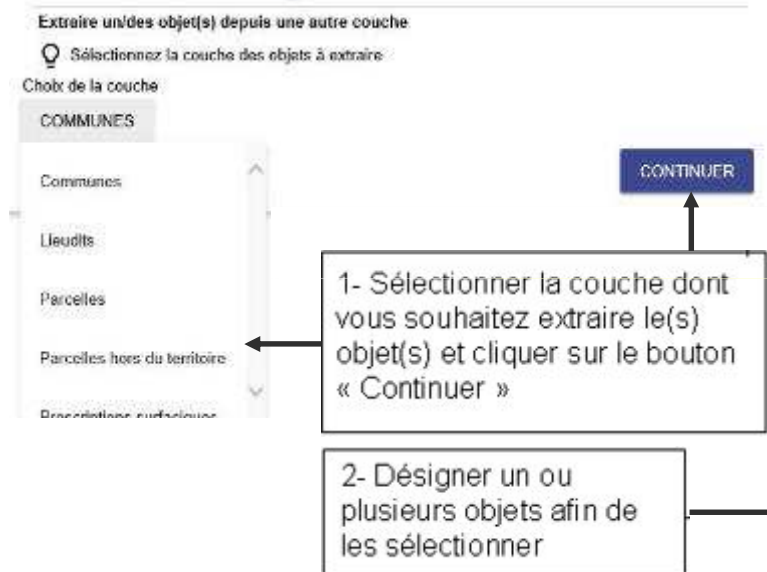 Extraire un/des objet(s) depuis une autre couche
Sélectionnez la couche des objets à extraire
Choix de la couche
COMMUNES
Communes
CONTINUER
Lieudits
Parcelles
Parcelles hors du territoire
Prescriptions surfaciques
1- Sélectionner la couche dont
vous souhaitez extraire le(s)
objet(s) et cliquer sur le bouton
« Continuer »
2- Désigner un ou
plusieurs objets afin de
les sélectionner